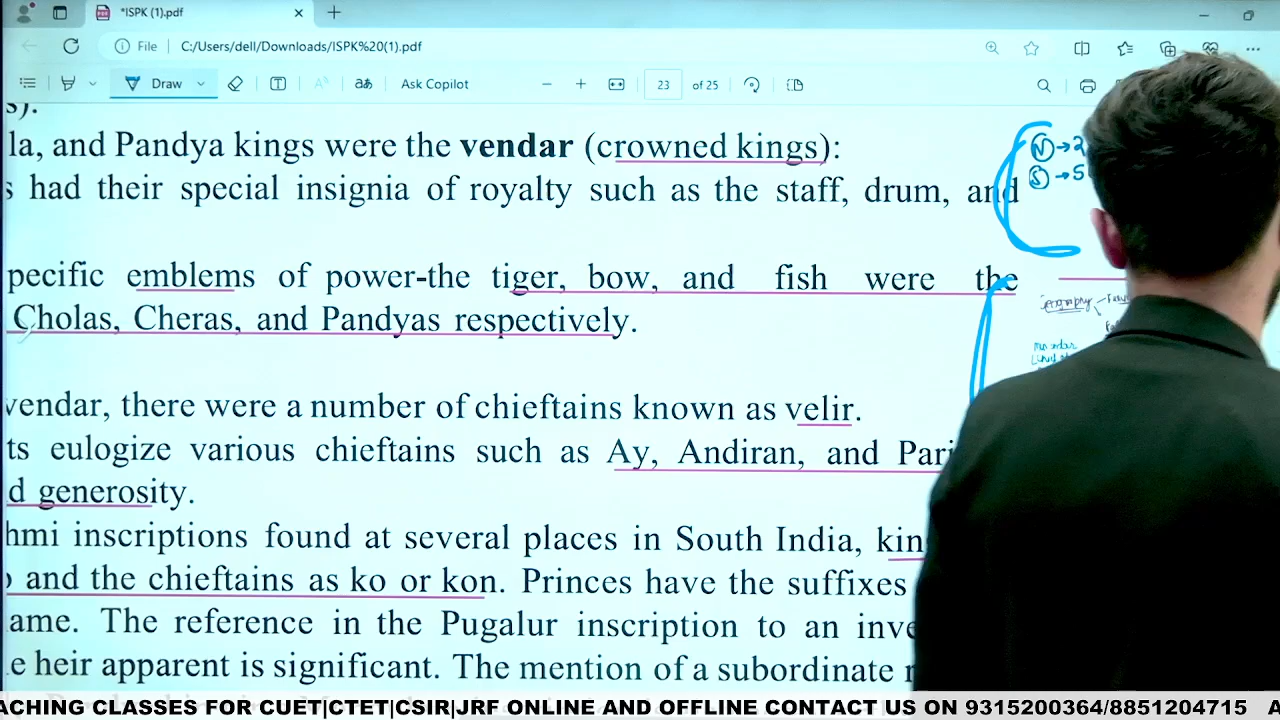 *ISPK (1).pdf
File C:/Users/dell/Downloads/ISPK%20(1).pdf
Draw aあ Ask Copilot 23 of 25
s).
la, and Pandya kings were the vendar (crowned kings):
s had their special insignia of royalty such as the staff, drum, and
pecific emblems of power-the tiger, bow, and fish were the
Cholas, Cheras, and Pandyas respectively.
vendar, there were a number of chieftains known as velir.
ts eulogize various chieftains such as Ay, Andiran, and Pari
d generosity.
hmi inscriptions found at several places in South India, kin
and the chieftains as ko or kon. Princes have the suffixes
ame. The reference in the Pugalur inscription to an inve
e heir apparent is significant. The mention of a subordinate r
N → 2
S → 5
Geography
ACHING CLASSES FOR CUET|CTET|CSIR|JRF ONLINE AND OFFLINE CONTACT US ON 9315200364/8851204715 A